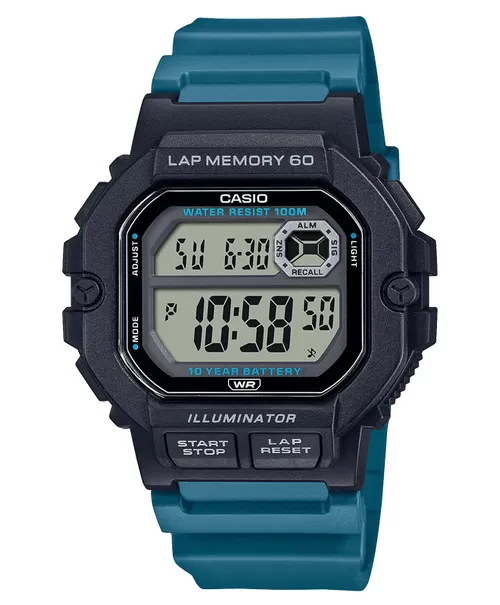 LAP MEMORY 60
CASIO
WATER RESIST 100M
ADJUST
LIGHT
ALM
SNZ
SIG
RECALL
SU 6-30
P 10:58 50
MODE
10 YEAR BATTERY
WR
ILLUMINATOR
START STOP
LAP RESET